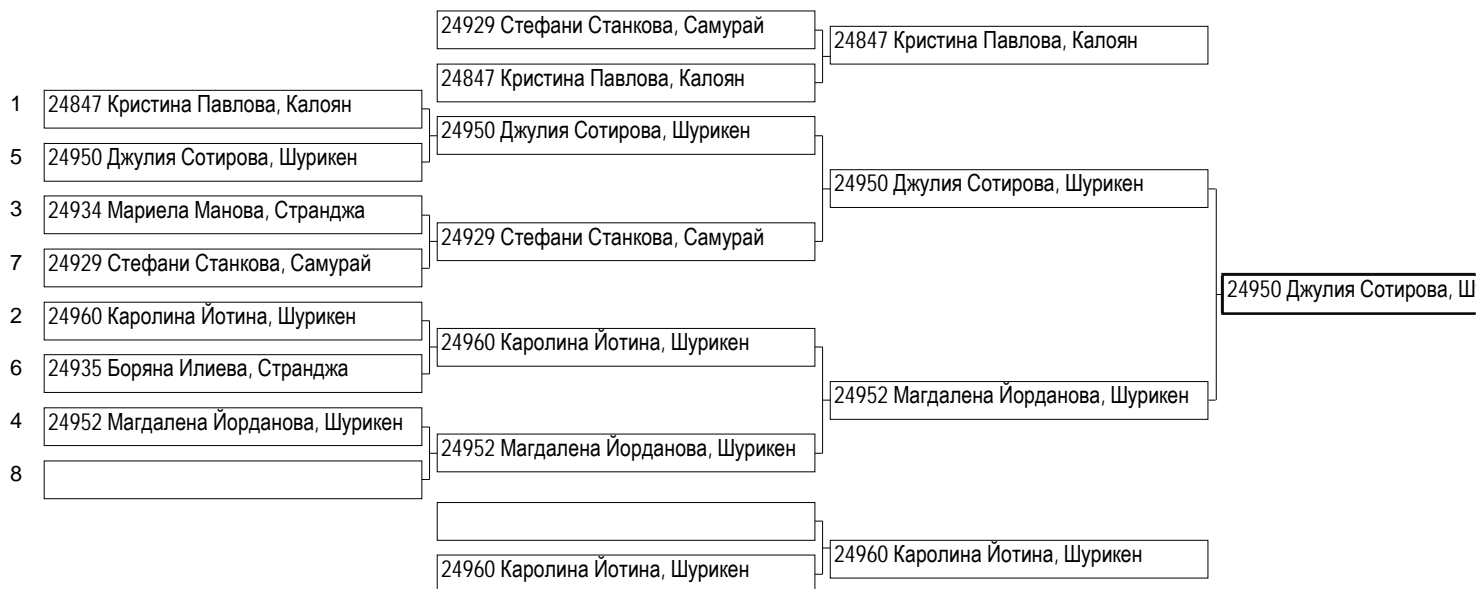 24929 Стефани Станкова, Самурай
24847 Кристина Павлова, Калоян
24847 Кристина Павлова, Калоян
1 24847 Кристина Павлова, Калоян
24950 Джулия Сотирова, Шурикен
5 24950 Джулия Сотирова, Шурикен
24950 Джулия Сотирова, Шурикен
3 24934 Мариела Манова, Странджа
24929 Стефани Станкова, Самурай
7 24929 Стефани Станкова, Самурай
24950 Джулия Сотирова, Ш
2 24960 Каролина Йотина, Шурикен
24960 Каролина Йотина, Шурикен
6 24935 Боряна Илиева, Странджа
24952 Магдалена Йорданова, Шурикен
4 24952 Магдалена Йорданова, Шурикен
24952 Магдалена Йорданова, Шурикен
8
24960 Каролина Йотина, Шурикен
24960 Каролина Йотина, Шурикен